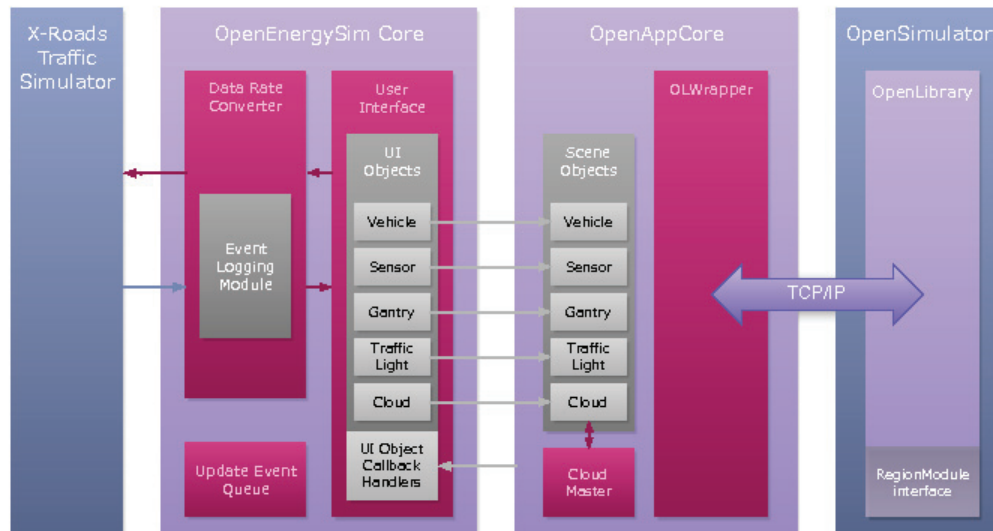 X-Roads
Traffic
Simulator
OpenEnergySim Core
Data Rate
Converter
Event
Logging
Module
Update Event
Queue
User
Interface
UI
Objects
Vehicle
Sensor
Gantry
Traffic
Light
Cloud
UI Object
Callback
Handlers
OpenAppCore
Scene
Objects
Vehicle
Sensor
Gantry
Traffic
Light
Cloud
Cloud
Master
OLWrapper
TCP/IP
OpenSimulator
OpenLibrary
RegionModule
interface